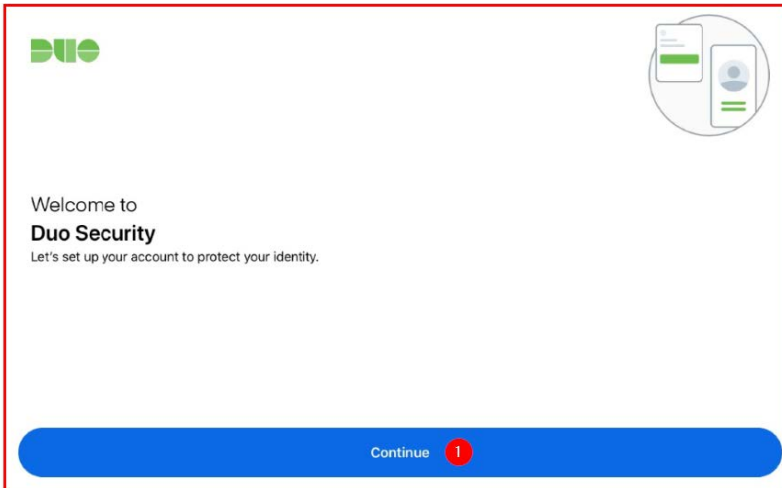 DUO
Welcome to
Duo Security
Let's set up your account to protect your identity.
Continue 1